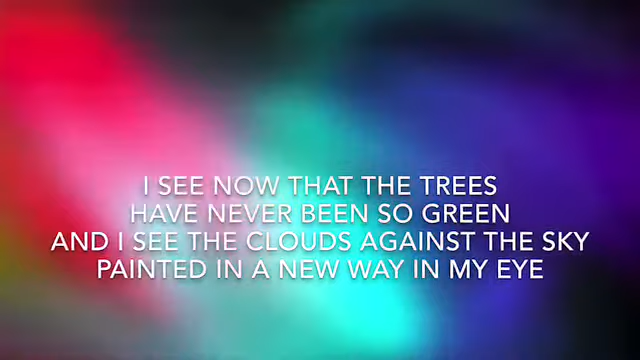 I SEE NOW THAT THE TREES
HAVE NEVER BEEN SO GREEN
AND I SEE THE CLOUDS AGAINST THE SKY
PAINTED IN A NEW WAY IN MY EYE